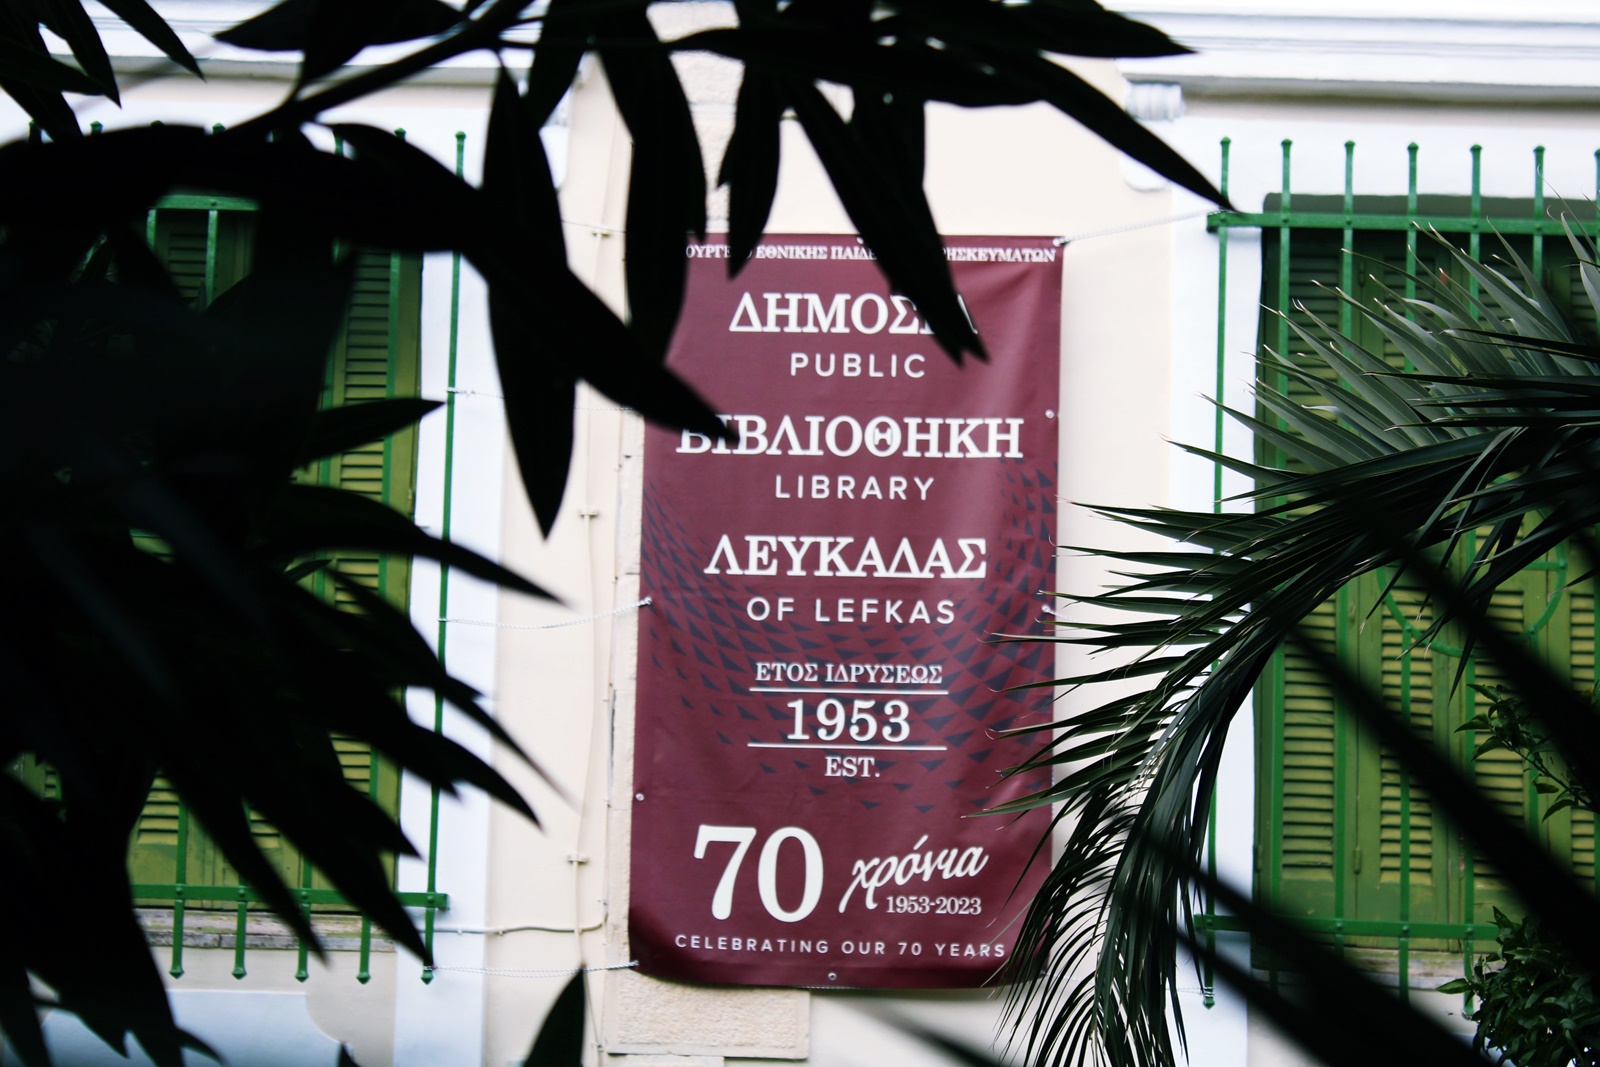 ΕΘΝΙΚΗΣ
ΔΗΜΟΣΙΑ
PUBLIC
ΒΙΒΛΙΟΘΗΚΗ
LIBRARY
ΛΕΥΚΑΔΑΣ
OF LEFKAS
ΕΤΟΣ ΙΔΡΥΣΕΩΣ
1953
EST.
70 χρόνια
1953-2023
CELEBRATING OUR 70 YEARS